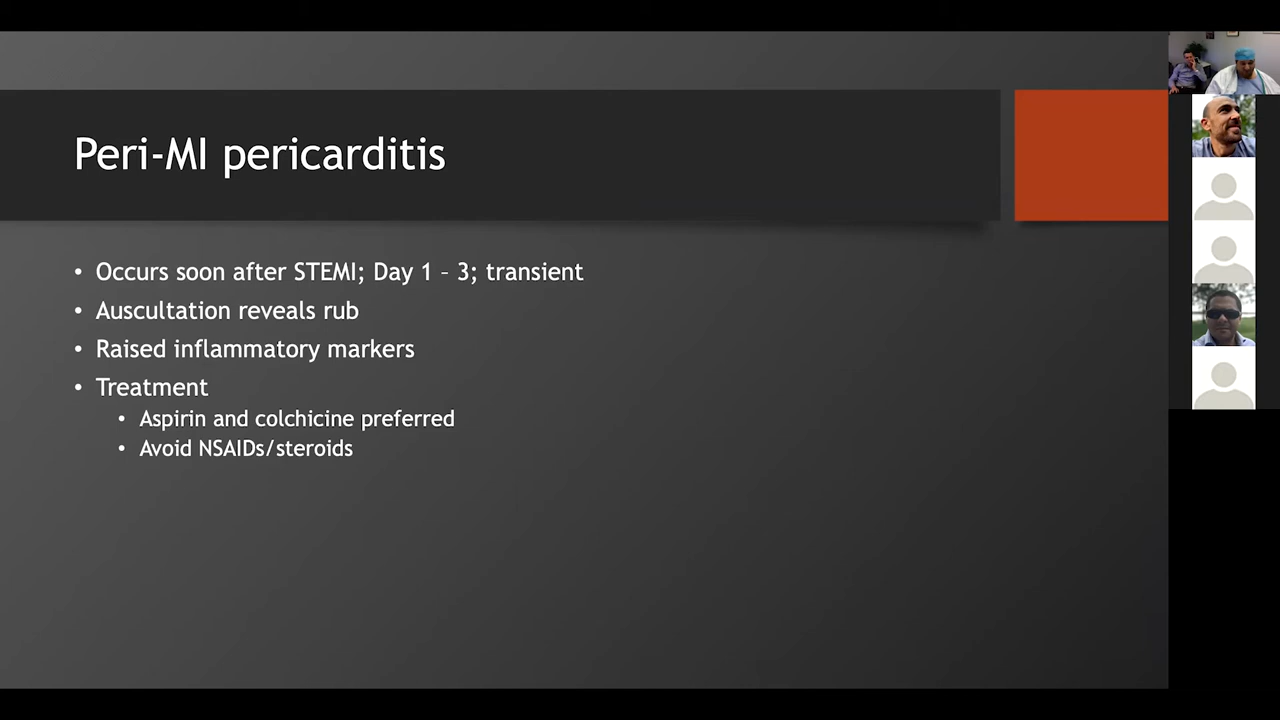 Peri-MI pericarditis
• Occurs soon after STEMI; Day 1 – 3; transient
• Auscultation reveals rub
• Raised inflammatory markers
• Treatment
• Aspirin and colchicine preferred
• Avoid NSAIDs/steroids